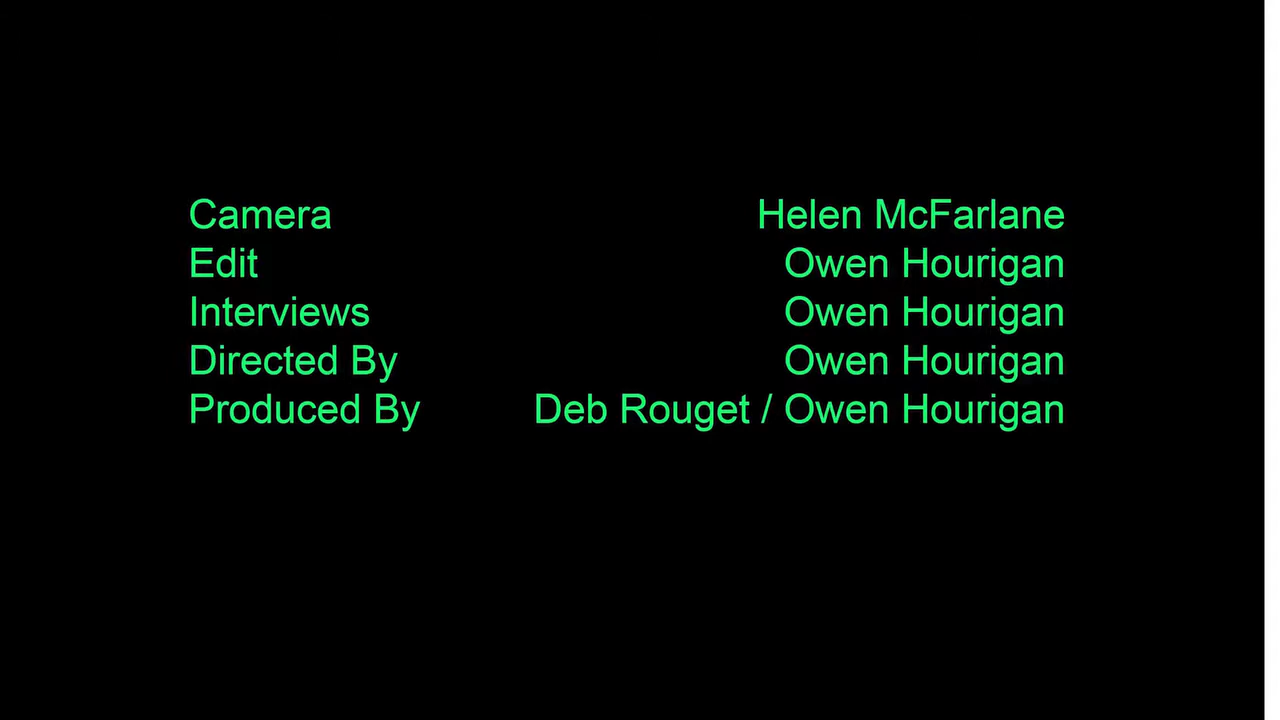 Camera Helen McFarlane
Edit Owen Hourigan
Interviews Owen Hourigan
Directed By Owen Hourigan
Produced By Deb Rouget / Owen Hourigan